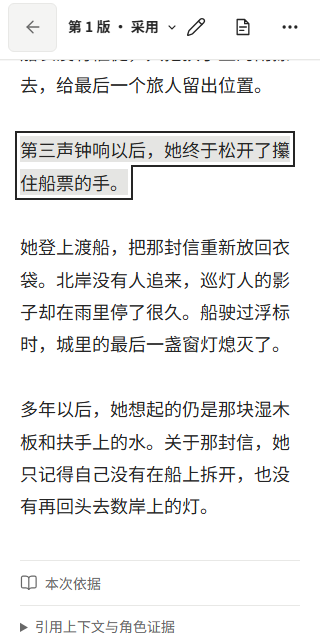 第 1 版 · 采用
去，给最后一个旅人留出位置。
第三声钟响以后，她终于松开了攥
住船票的手。
她登上渡船，把那封信重新放回衣
袋。北岸没有人追来，巡灯人的影
子却在雨里停了很久。船驶过浮标
时，城里的最后一盏窗灯熄灭了。
多年以后，她想起的仍是那块湿木
板和扶手上的水。关于那封信，她
只记得自己没有在船上拆开，也没
有再回头去数岸上的灯。
本次依据
引用上下文与角色证据